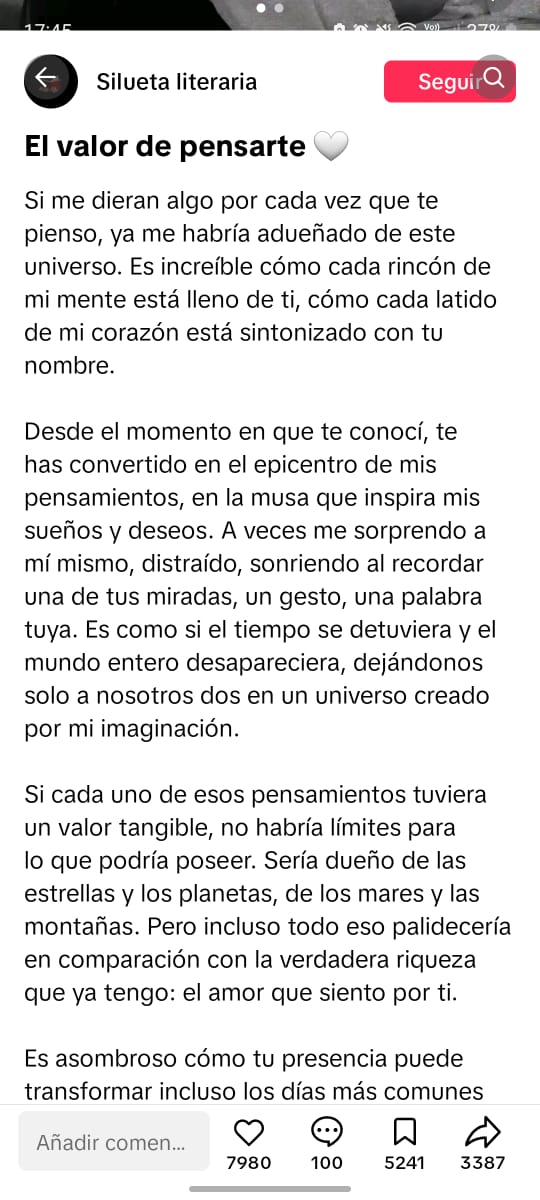 17:45
Vo))
27%
Silueta literaria
Seguir
El valor de pensarte 🤍
Si me dieran algo por cada vez que te
pienso, ya me habría adueñado de este
universo. Es increíble cómo cada rincón de
mi mente está lleno de ti, cómo cada latido
de mi corazón está sintonizado con tu
nombre.
Desde el momento en que te conocí, te
has convertido en el epicentro de mis
pensamientos, en la musa que inspira mis
sueños y deseos. A veces me sorprendo a
mí mismo, distraído, sonriendo al recordar
una de tus miradas, un gesto, una palabra
tuya. Es como si el tiempo se detuviera y el
mundo entero desapareciera, dejándonos
solo a nosotros dos en un universo creado
por mi imaginación.
Si cada uno de esos pensamientos tuviera
un valor tangible, no habría límites para
lo que podría poseer. Sería dueño de las
estrellas y los planetas, de los mares y las
montañas. Pero incluso todo eso palidecería
en comparación con la verdadera riqueza
que ya tengo: el amor que siento por ti.
Es asombroso cómo tu presencia puede
transformar incluso los días más comunes
Añadir comen...
7980
100
5241
3387